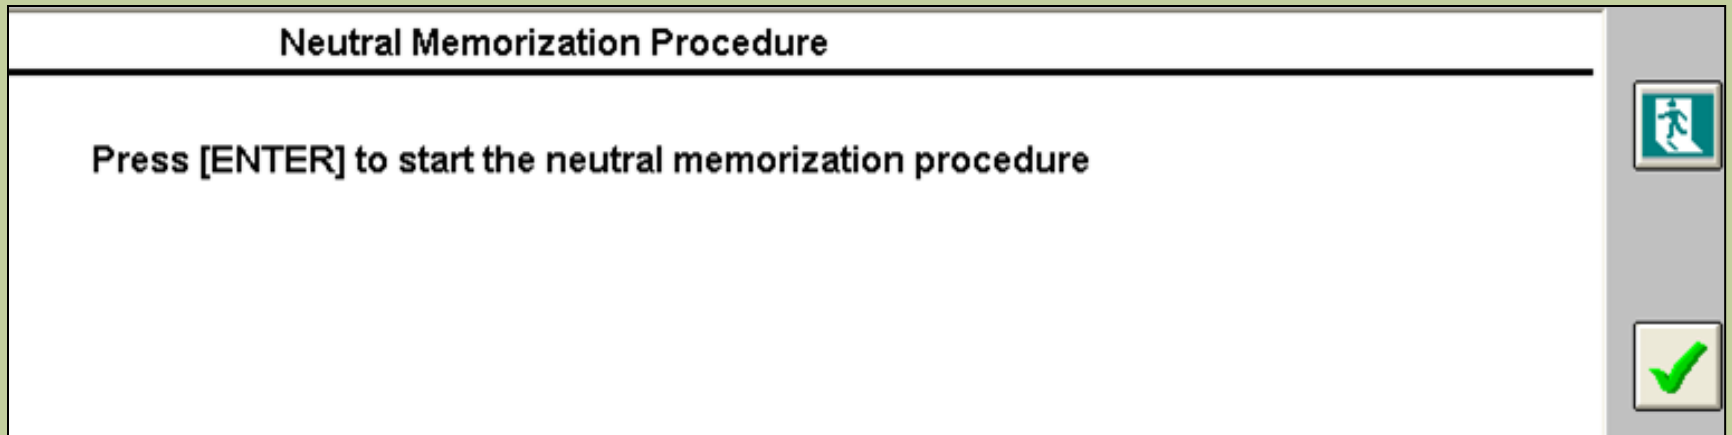 Neutral Memorization Procedure
Press [ENTER] to start the neutral memorization procedure